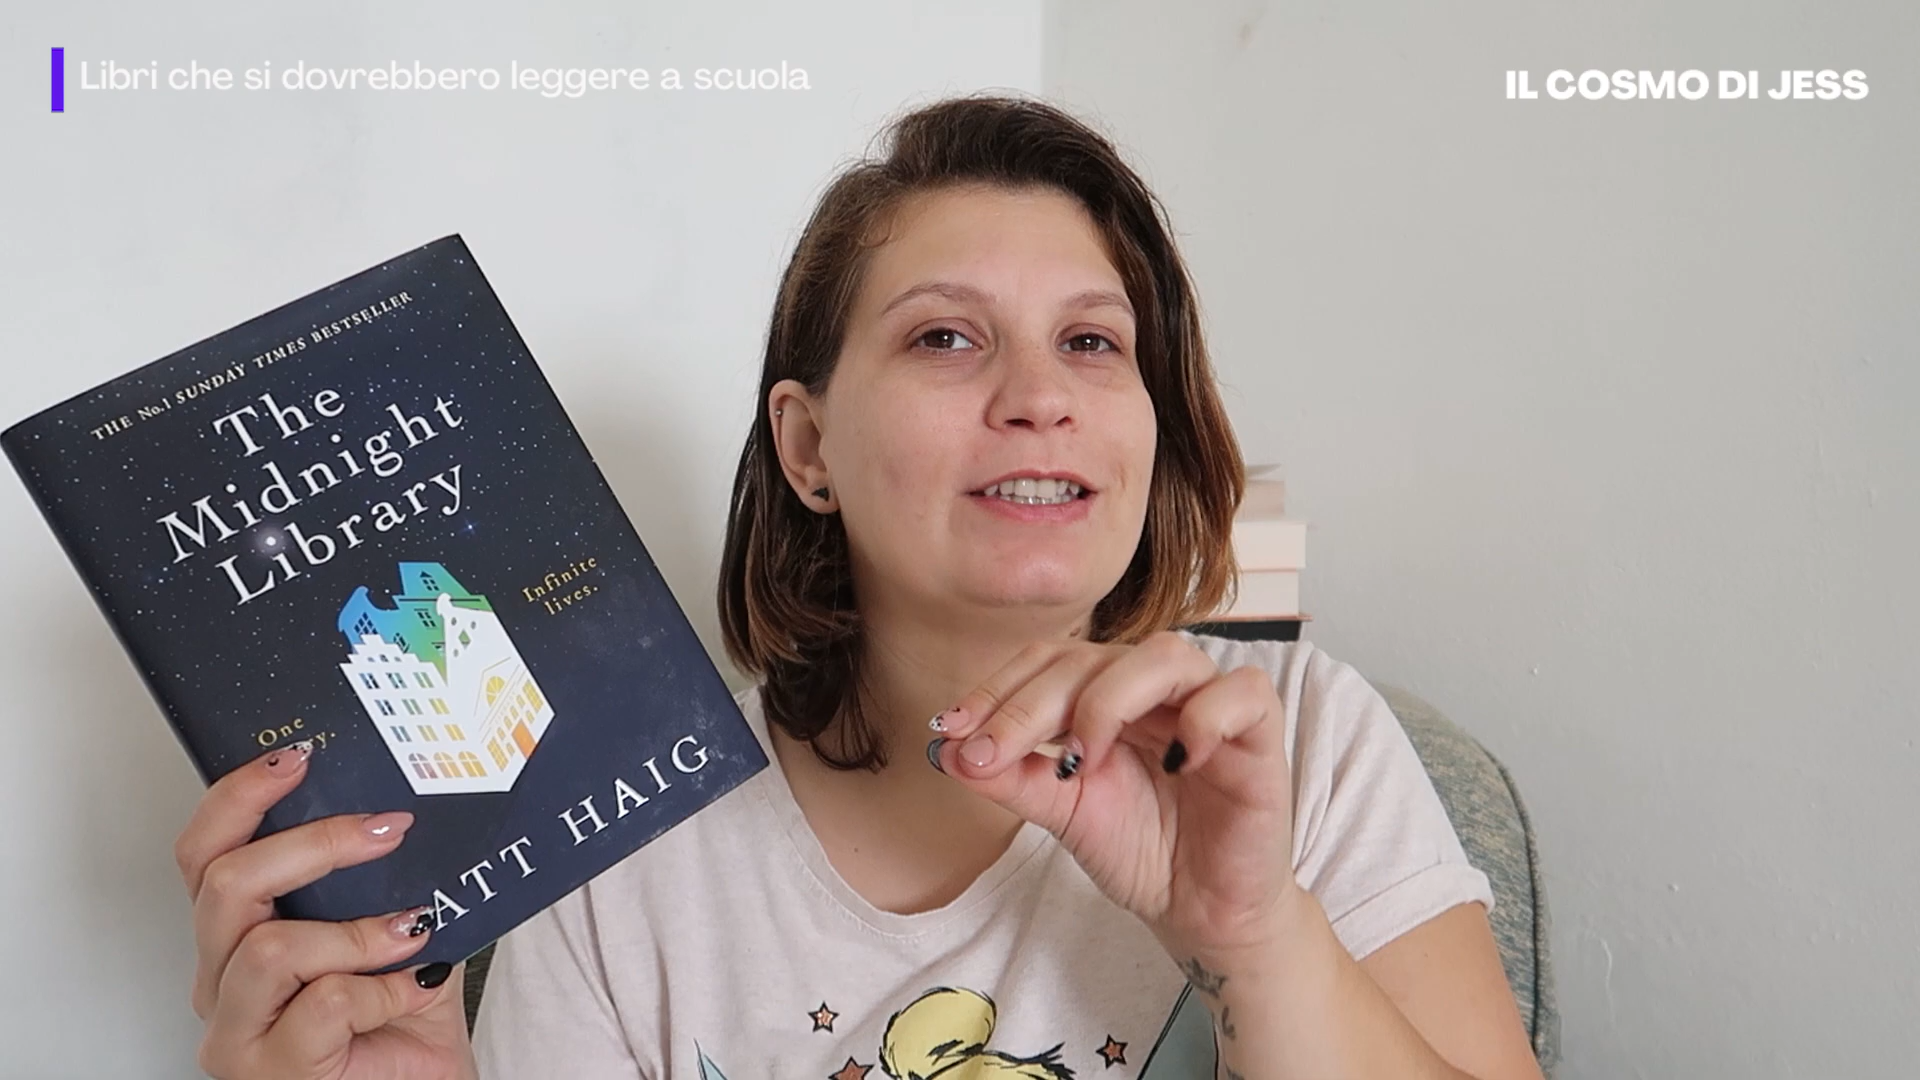 Libri che si dovrebbero leggere a scuola
IL COSMO DI JESS
THE No.1 SUNDAY TIMES BESTSELLER
The
Midnight
Library
Infinite
lives.
One
ATT HAIG